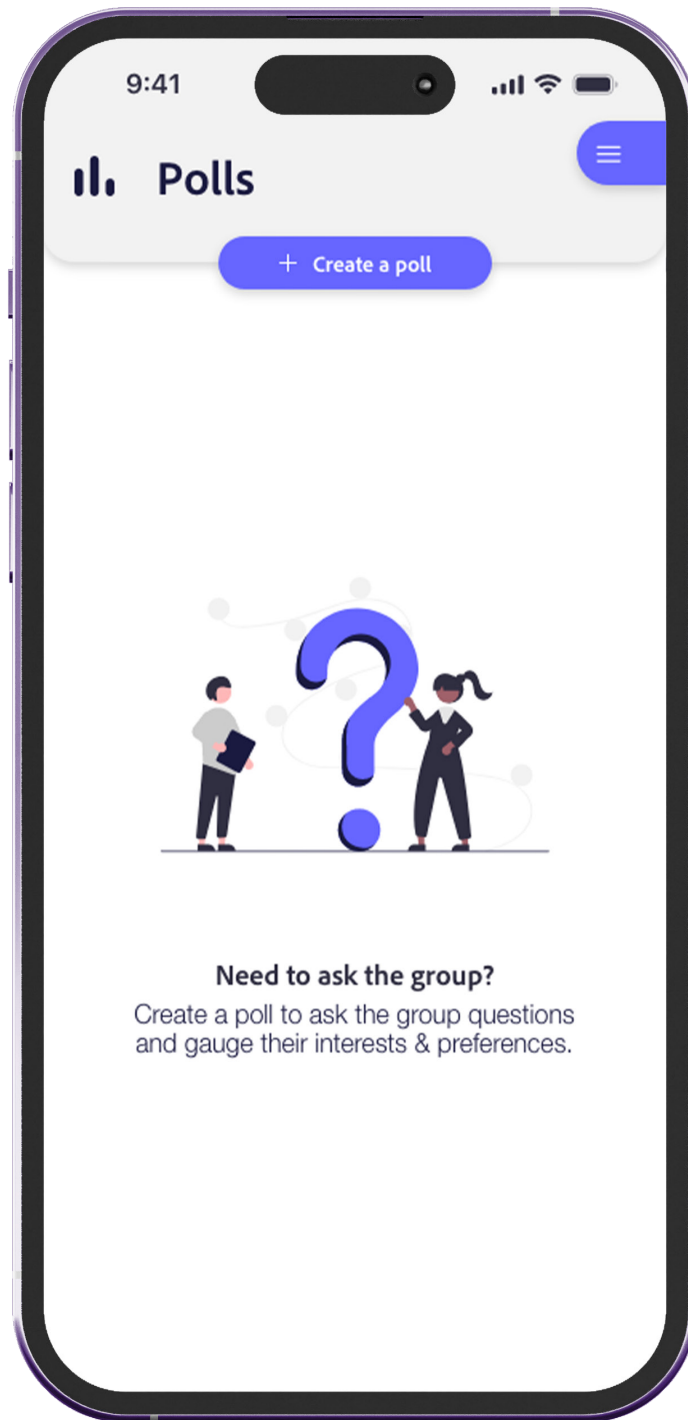 9:41
Polls
+ Create a poll
Need to ask the group?
Create a poll to ask the group questions
and gauge their interests & preferences.